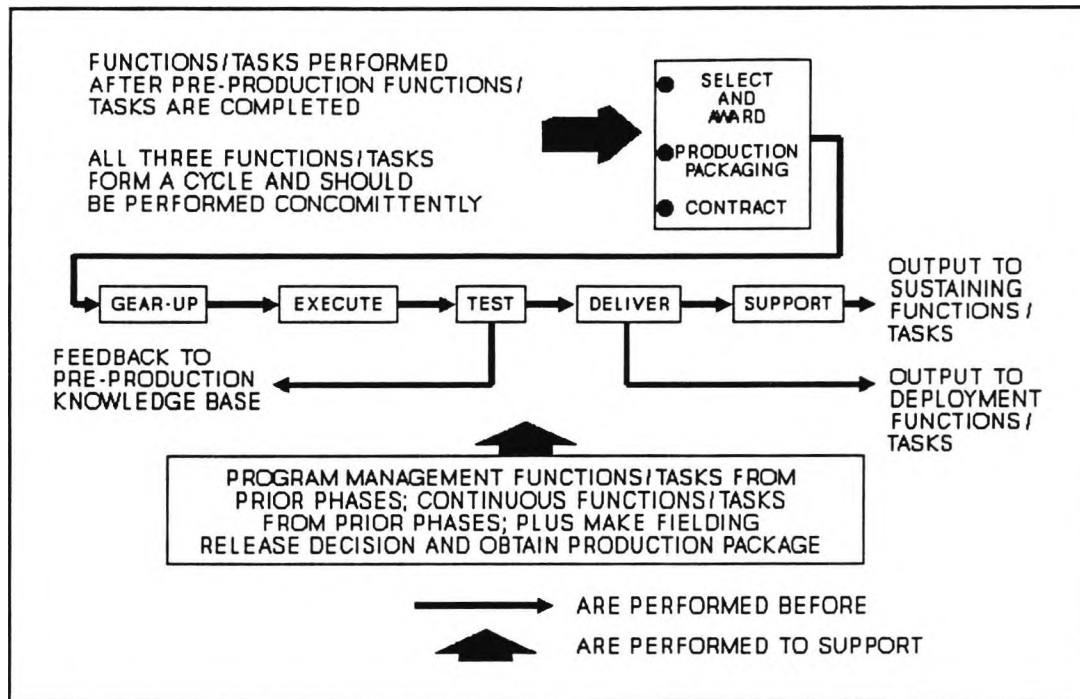 FUNCTIONS/TASKS PERFORMED
AFTER PRE-PRODUCTION FUNCTIONS/
TASKS ARE COMPLETED
ALL THREE FUNCTIONS/TASKS
FORM A CYCLE AND SHOULD
BE PERFORMED CONCOMITTENTLY
SELECT
AND
AWARD
PRODUCTION
PACKAGING
CONTRACT
GEAR-UP
EXECUTE
TEST
DELIVER
SUPPORT
OUTPUT TO
SUSTAINING
FUNCTIONS/
TASKS
FEEDBACK TO
PRE-PRODUCTION
KNOWLEDGE BASE
OUTPUT TO
DEPLOYMENT
FUNCTIONS/
TASKS
PROGRAM MANAGEMENT FUNCTIONS/TASKS FROM
PRIOR PHASES; CONTINUOUS FUNCTIONS/TASKS
FROM PRIOR PHASES; PLUS MAKE FIELDING
RELEASE DECISION AND OBTAIN PRODUCTION PACKAGE
ARE PERFORMED BEFORE
ARE PERFORMED TO SUPPORT